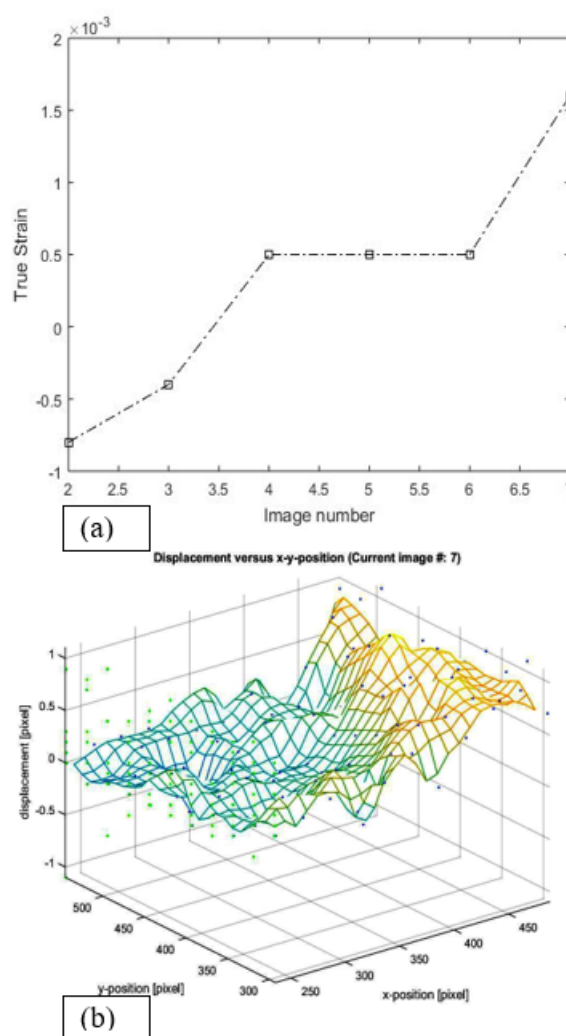 ×10⁻³
2
1.5
1
0.5
0
-0.5
-1
True Strain
2 2.5 3 3.5 4 4.5 5 5.5 6 6.5
Image number
(a)
Displacement versus x-y-position (Current image #: 7)
1
0.5
0
-0.5
-1
displacement [pixel]
500 450 400 350 300
250 300 350 400 450
y-position [pixel] x-position [pixel]
(b)